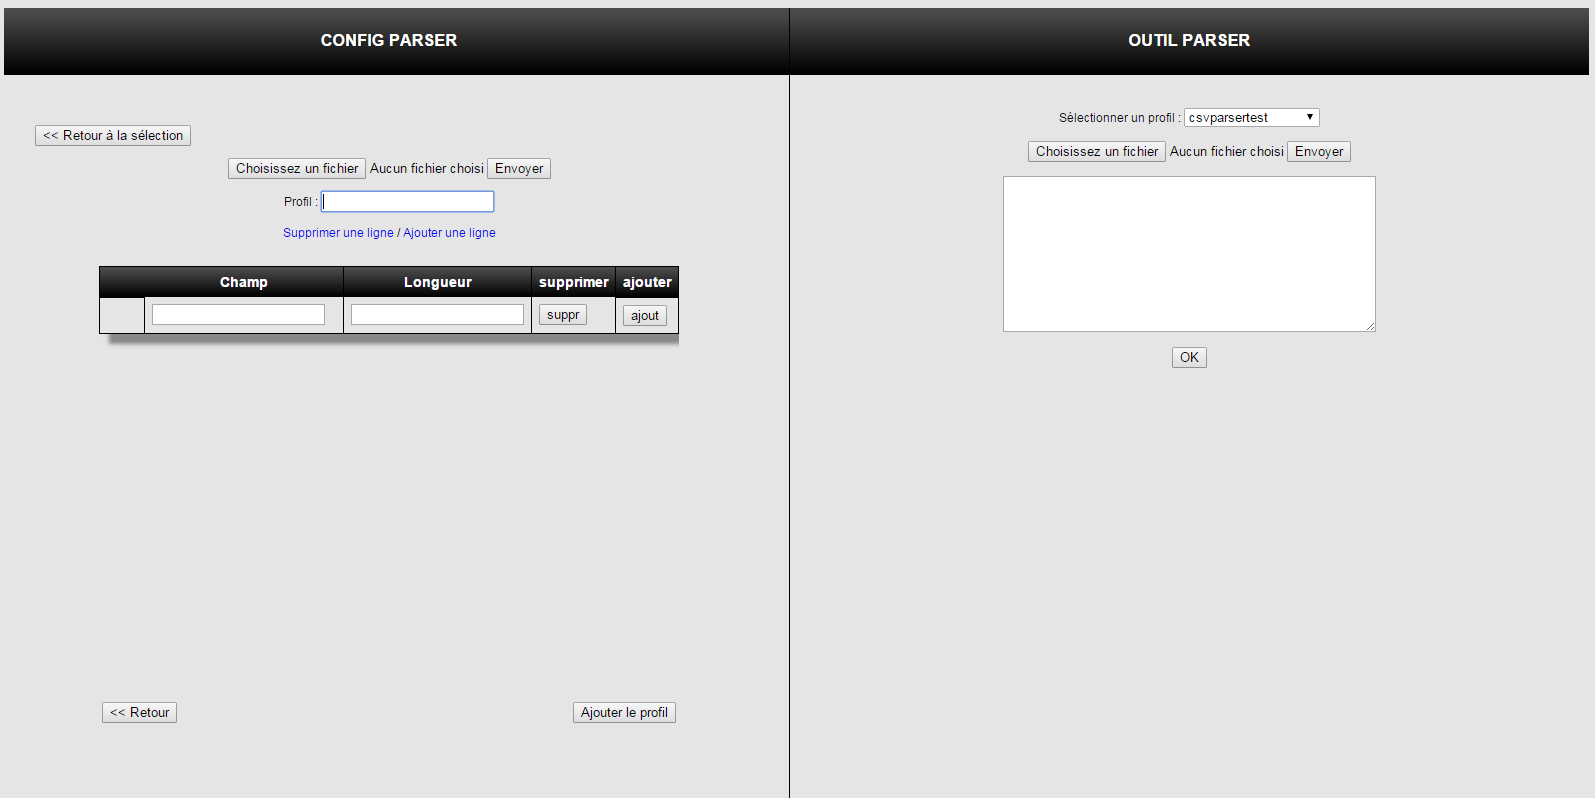 CONFIG PARSER
<< Retour à la sélection
Choisissez un fichier Aucun fichier choisi Envoyer
Profil :
Supprimer une ligne / Ajouter une ligne
Champ Longueur supprimer ajouter
suppr ajout
<< Retour Ajouter le profil
OUTIL PARSER
Sélectionner un profil : csvparsertest
Choisissez un fichier Aucun fichier choisi Envoyer
OK